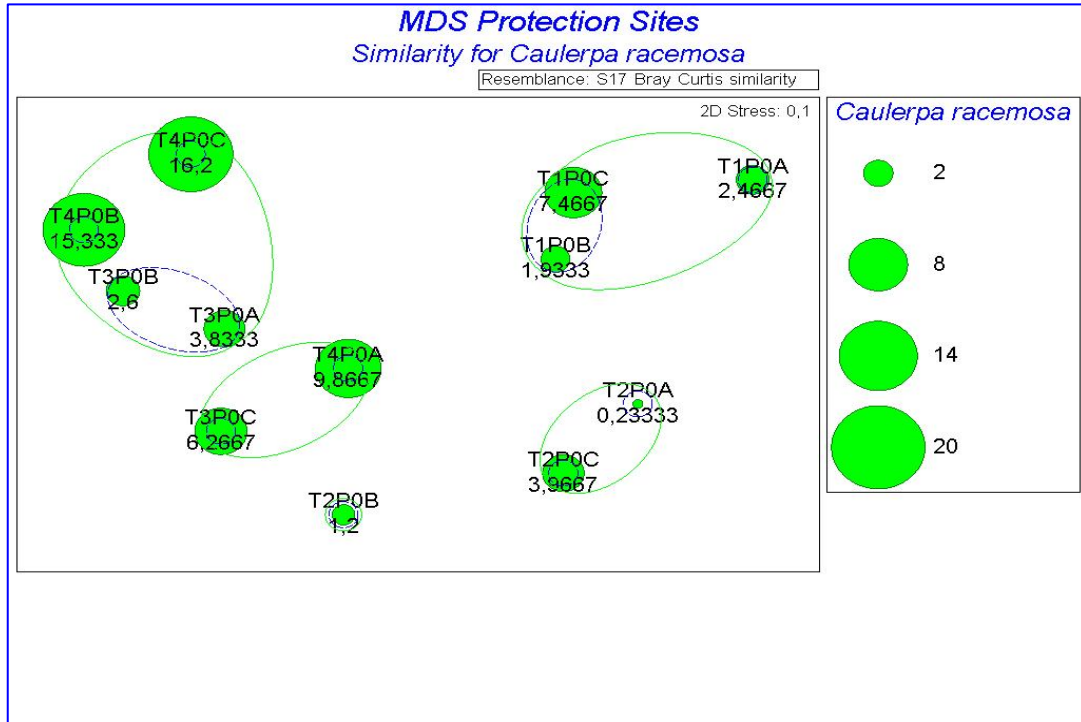 MDS Protection Sites
Similarity for Caulerpa racemosa
Resemblance: S17 Bray Curtis similarity
2D Stress: 0,1
T4P0C
16,2
T1P0C
7,4667
T1P0A
2,4667
T4P0B
15,333
T1P0B
1,9333
T3P0B
2,6
T3P0A
3,8333
T4P0A
9,8667
T2P0A
0,23333
T3P0C
6,2667
T2P0C
3,9667
T2P0B
1,2
Caulerpa racemosa
2
8
14
20